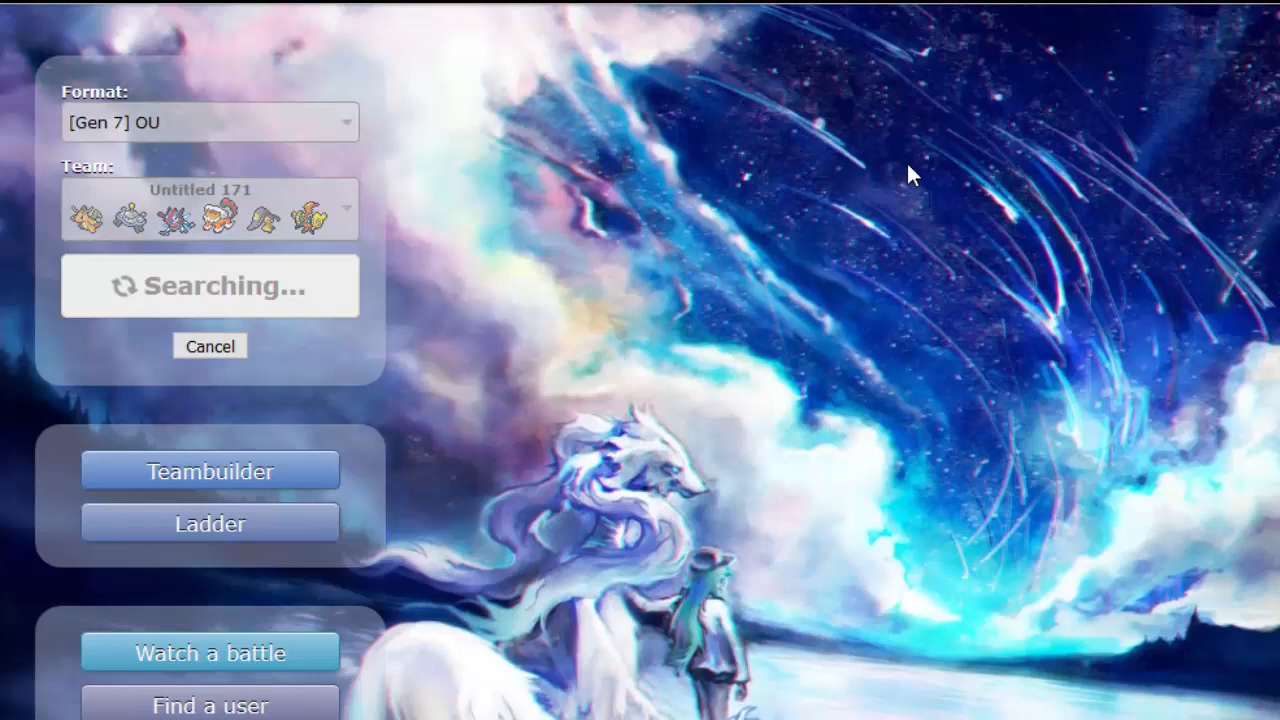 Format:
[Gen 7] OU
Team:
Untitled 171
Searching...
Cancel
Teambuilder
Ladder
Watch a battle
Find a user